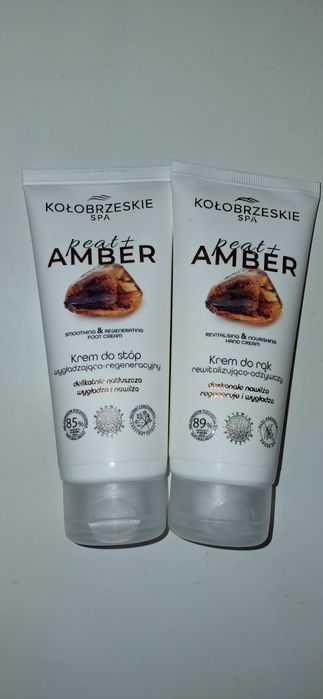 KOŁOBRZESKIE
SPA
peat+
AMBER
SMOOTHING & REGENERATING
FOOT CREAM
Krem do stóp
wygładzająco-regeneracyjny
delikatnie natłuszcza
wygładza i nawilża
85%
KOŁOBRZESKIE
SPA
peat+
AMBER
REVITALISING & NOURISHING
HAND CREAM
Krem do rąk
rewitalizująco-odżywczy
doskonale nawilża
regeneruje i wygładza
89%